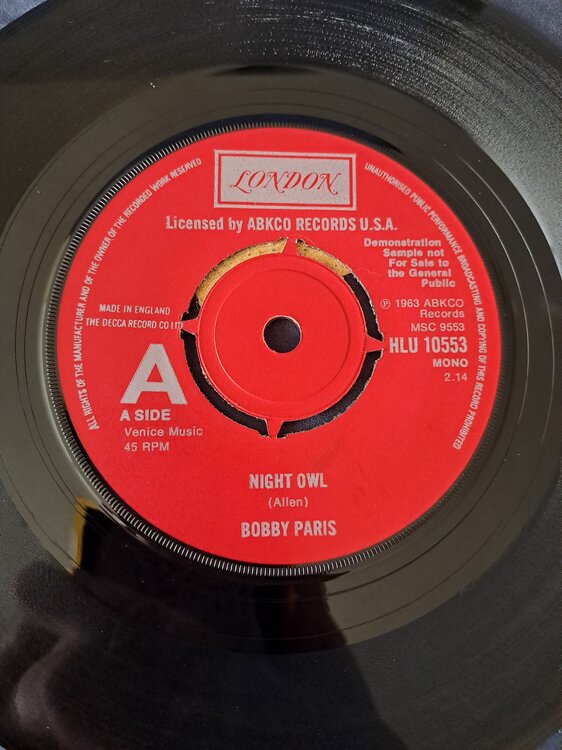 LONDON
Licensed by ABKCO RECORDS U.S.A.
ALL RIGHTS OF THE MANUFACTURER AND OF THE OWNER OF THE RECORDED WORK RESERVED
UNAUTHORISED PUBLIC PERFORMANCE BROADCASTING AND COPYING OF THIS RECORD PROHIBITED
Demonstration
Sample not
For Sale to
the General
Public
MADE IN ENGLAND
THE DECCA RECORD CO LTD
℗ 1963 ABKCO
Records
MSC 9553
HLU 10553
MONO
2.14
A
A SIDE
Venice Music
45 RPM
NIGHT OWL
(Allen)
BOBBY PARIS